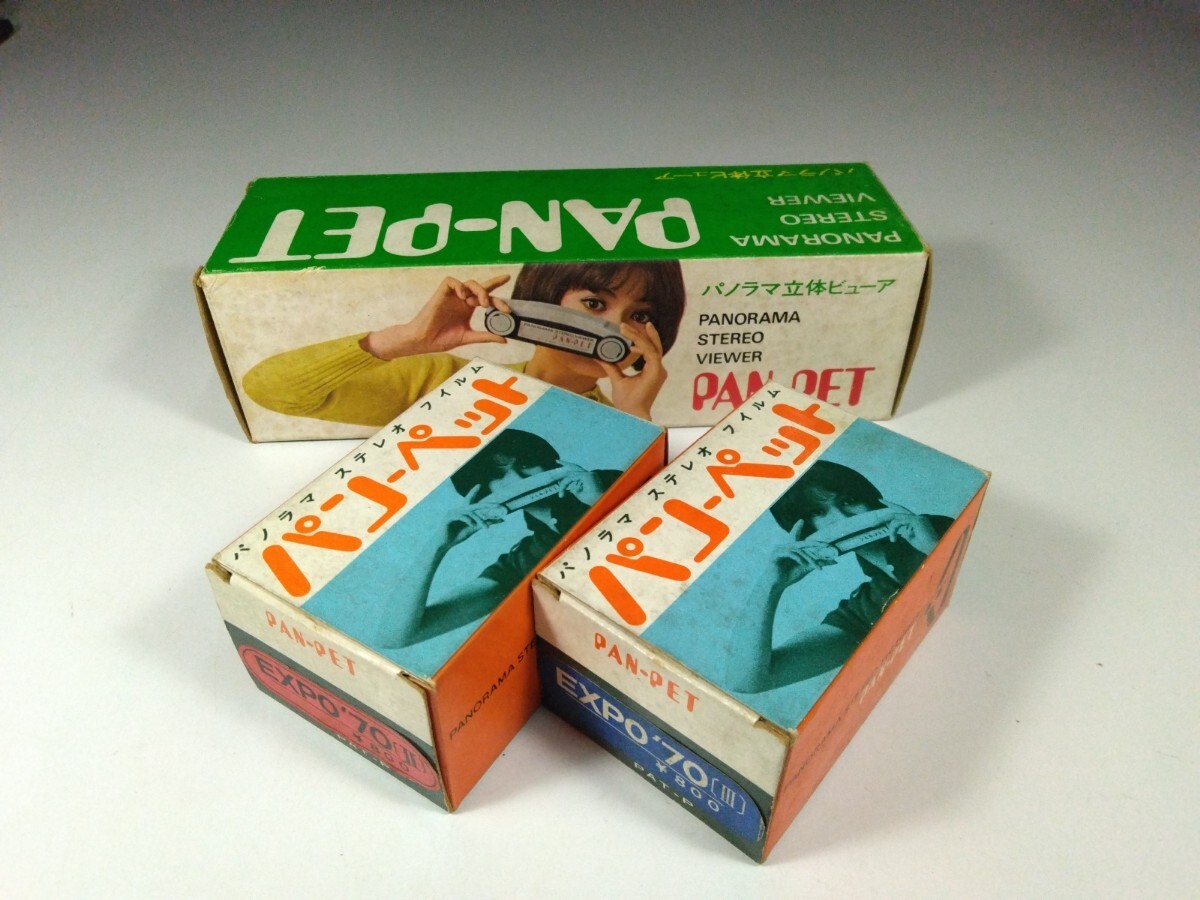 パノラマ立体ビューア
PAN-PET
PANORAMA
STEREO
VIEWER
パノラマ立体ビューア
PANORAMA
STEREO
VIEWER
PAN-PET
PAN-PET
パノラマ ステレオ フィルム
パン-ペット
PAN-PET
EXPO'70〔II〕
¥800
PANORAMA STE
パノラマ ステレオ フィルム
パン-ペット
PAN-PET
EXPO'70〔III〕
¥800
PAT・P